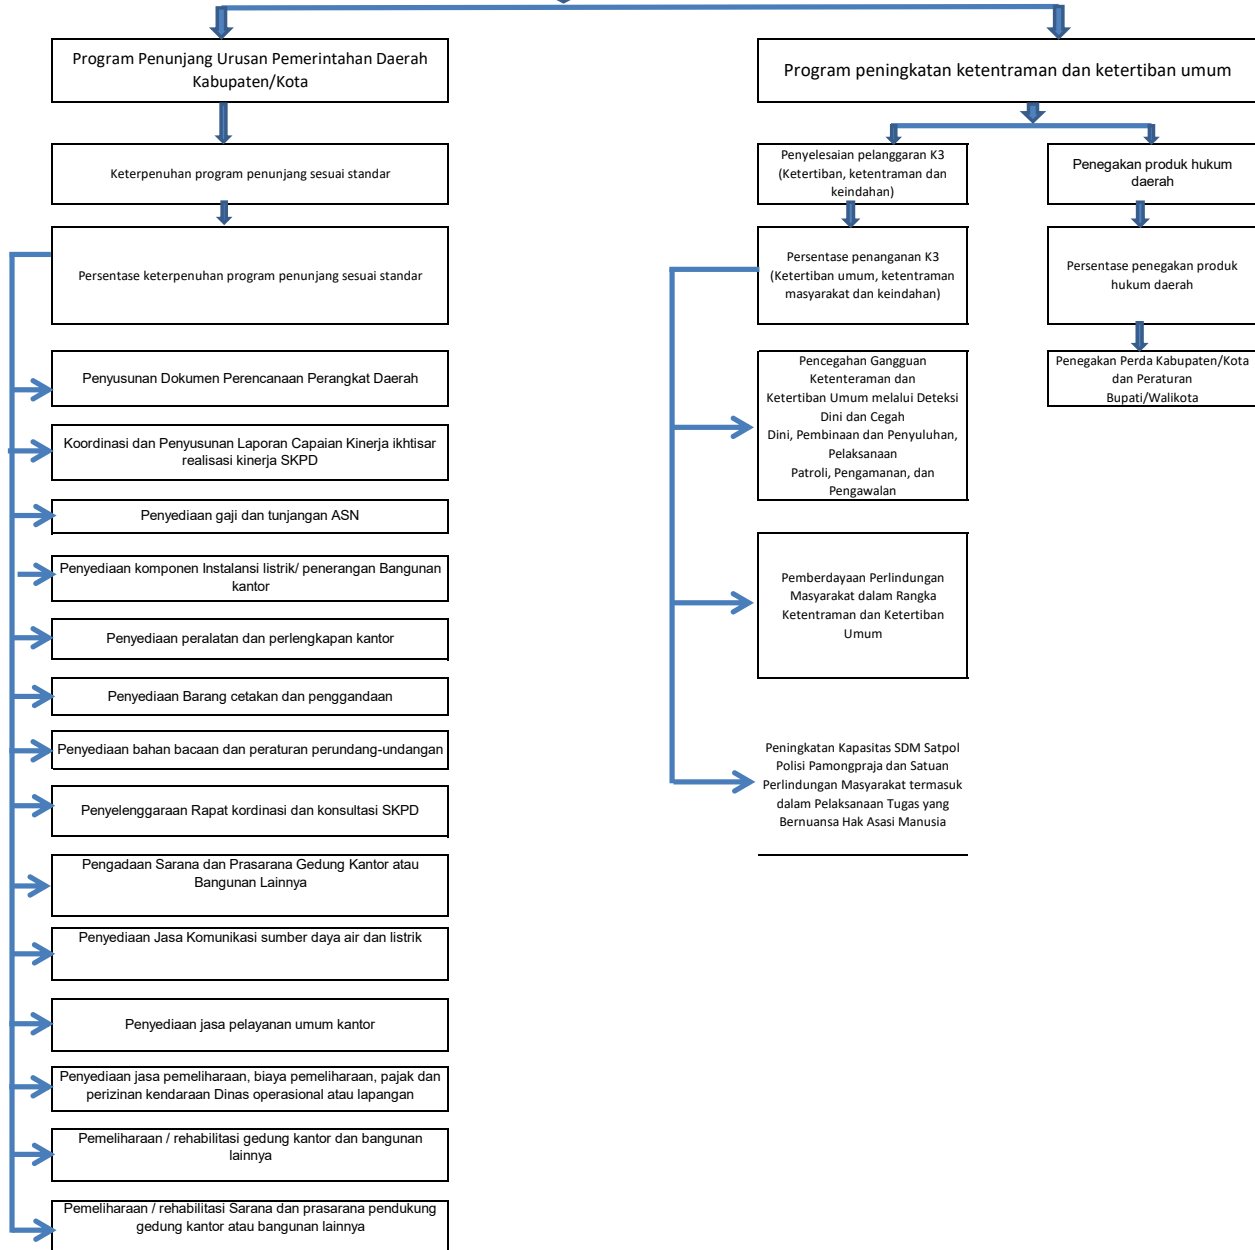 Program Penunjang Urusan Pemerintahan Daerah
Kabupaten/Kota
Keterpenuhan program penunjang sesuai standar
Persentase keterpenuhan program penunjang sesuai standar
Penyusunan Dokumen Perencanaan Perangkat Daerah
Koordinasi dan Penyusunan Laporan Capaian Kinerja ikhtisar
realisasi kinerja SKPD
Penyediaan gaji dan tunjangan ASN
Penyediaan komponen Instalansi listrik/ penerangan Bangunan
kantor
Penyediaan peralatan dan perlengkapan kantor
Penyediaan Barang cetakan dan penggandaan
Penyediaan bahan bacaan dan peraturan perundang-undangan
Penyelenggaraan Rapat kordinasi dan konsultasi SKPD
Pengadaan Sarana dan Prasarana Gedung Kantor atau
Bangunan Lainnya
Penyediaan Jasa Komunikasi sumber daya air dan listrik
Penyediaan jasa pelayanan umum kantor
Penyediaan jasa pemeliharaan, biaya pemeliharaan, pajak dan
perizinan kendaraan Dinas operasional atau lapangan
Pemeliharaan / rehabilitasi gedung kantor dan bangunan
lainnya
Pemeliharaan / rehabilitasi Sarana dan prasarana pendukung
gedung kantor atau bangunan lainnya
Program peningkatan ketentraman dan ketertiban umum
Penyelesaian pelanggaran K3
(Ketertiban, ketentraman dan
keindahan)
Persentase penanganan K3
(Ketertiban umum, ketentraman
masyarakat dan keindahan)
Pencegahan Gangguan
Ketenteraman dan
Ketertiban Umum melalui Deteksi
Dini dan Cegah
Dini, Pembinaan dan Penyuluhan,
Pelaksanaan
Patroli, Pengamanan, dan
Pengawalan
Pemberdayaan Perlindungan
Masyarakat dalam Rangka
Ketentraman dan Ketertiban
Umum
Peningkatan Kapasitas SDM Satpol
Polisi Pamongpraja dan Satuan
Perlindungan Masyarakat termasuk
dalam Pelaksanaan Tugas yang
Bernuansa Hak Asasi Manusia
Penegakan produk hukum
daerah
Persentase penegakan produk
hukum daerah
Penegakan Perda Kabupaten/Kota
dan Peraturan
Bupati/Walikota